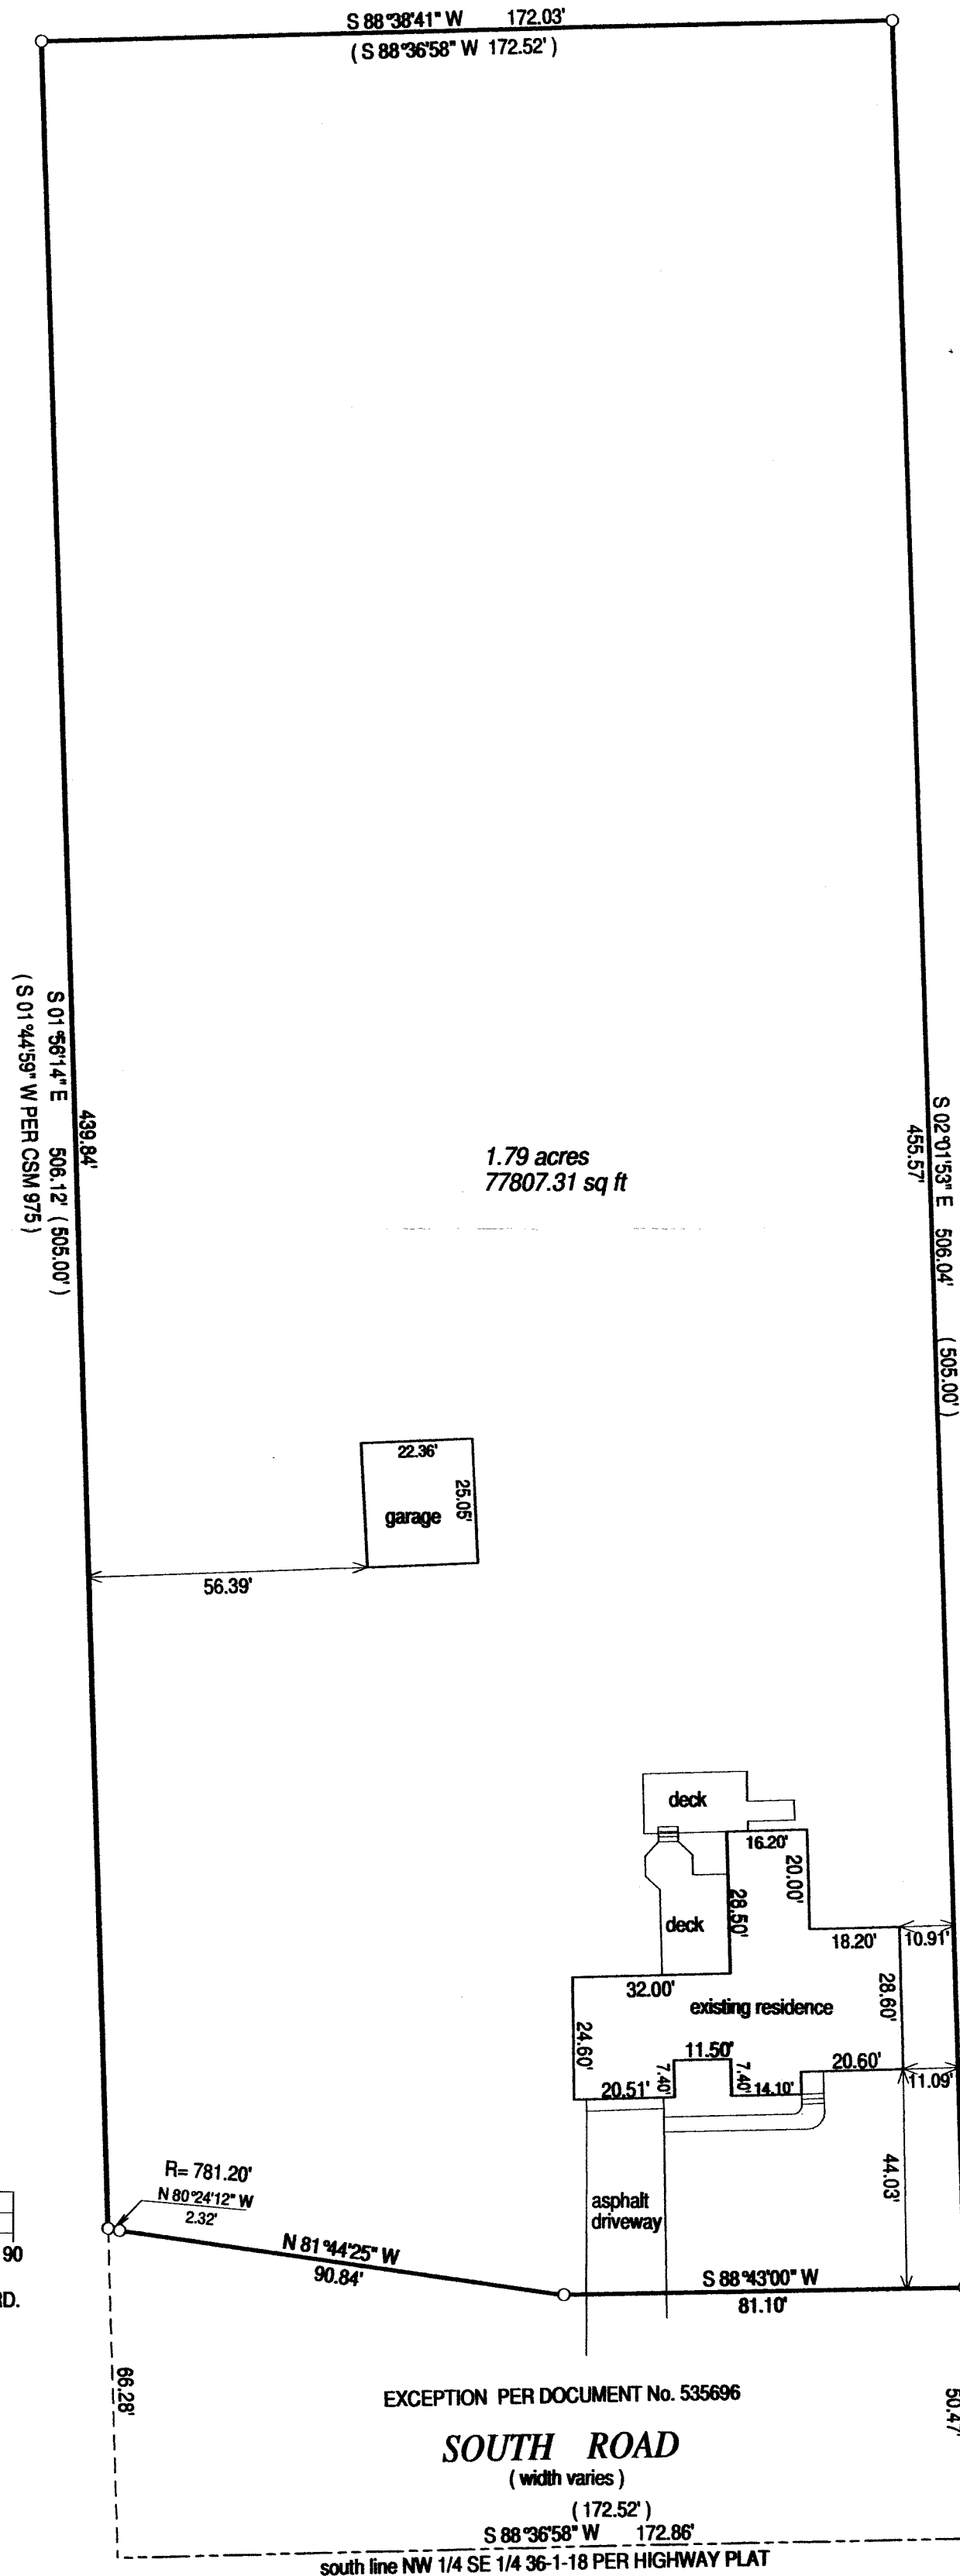 S 88°38'41" W 172.03'
( S 88°36'58" W 172.52' )
S 01°56'14" E 506.12' ( 505.00' )
( S 01°44'59" W PER CSM 975 )
439.84'
S 02°01'53" E 506.04' ( 505.00' )
455.57'
1.79 acres
77807.31 sq ft
22.36'
25.05'
garage
56.39'
deck
16.20'
20.00'
28.50'
deck
18.20'
10.91'
32.00'
existing residence
28.60'
24.60'
11.50'
20.60'
11.09'
20.51'
7.40'
7.40'
14.10'
44.03'
R= 781.20'
N 80°24'12" W
2.32'
asphalt
driveway
N 81°44'25" W
90.84'
S 88°43'00" W
81.10'
90
RD.
66.28'
50.47'
EXCEPTION PER DOCUMENT No. 535696
SOUTH ROAD
( width varies )
( 172.52' )
S 88°36'58" W 172.86'
south line NW 1/4 SE 1/4 36-1-18 PER HIGHWAY PLAT